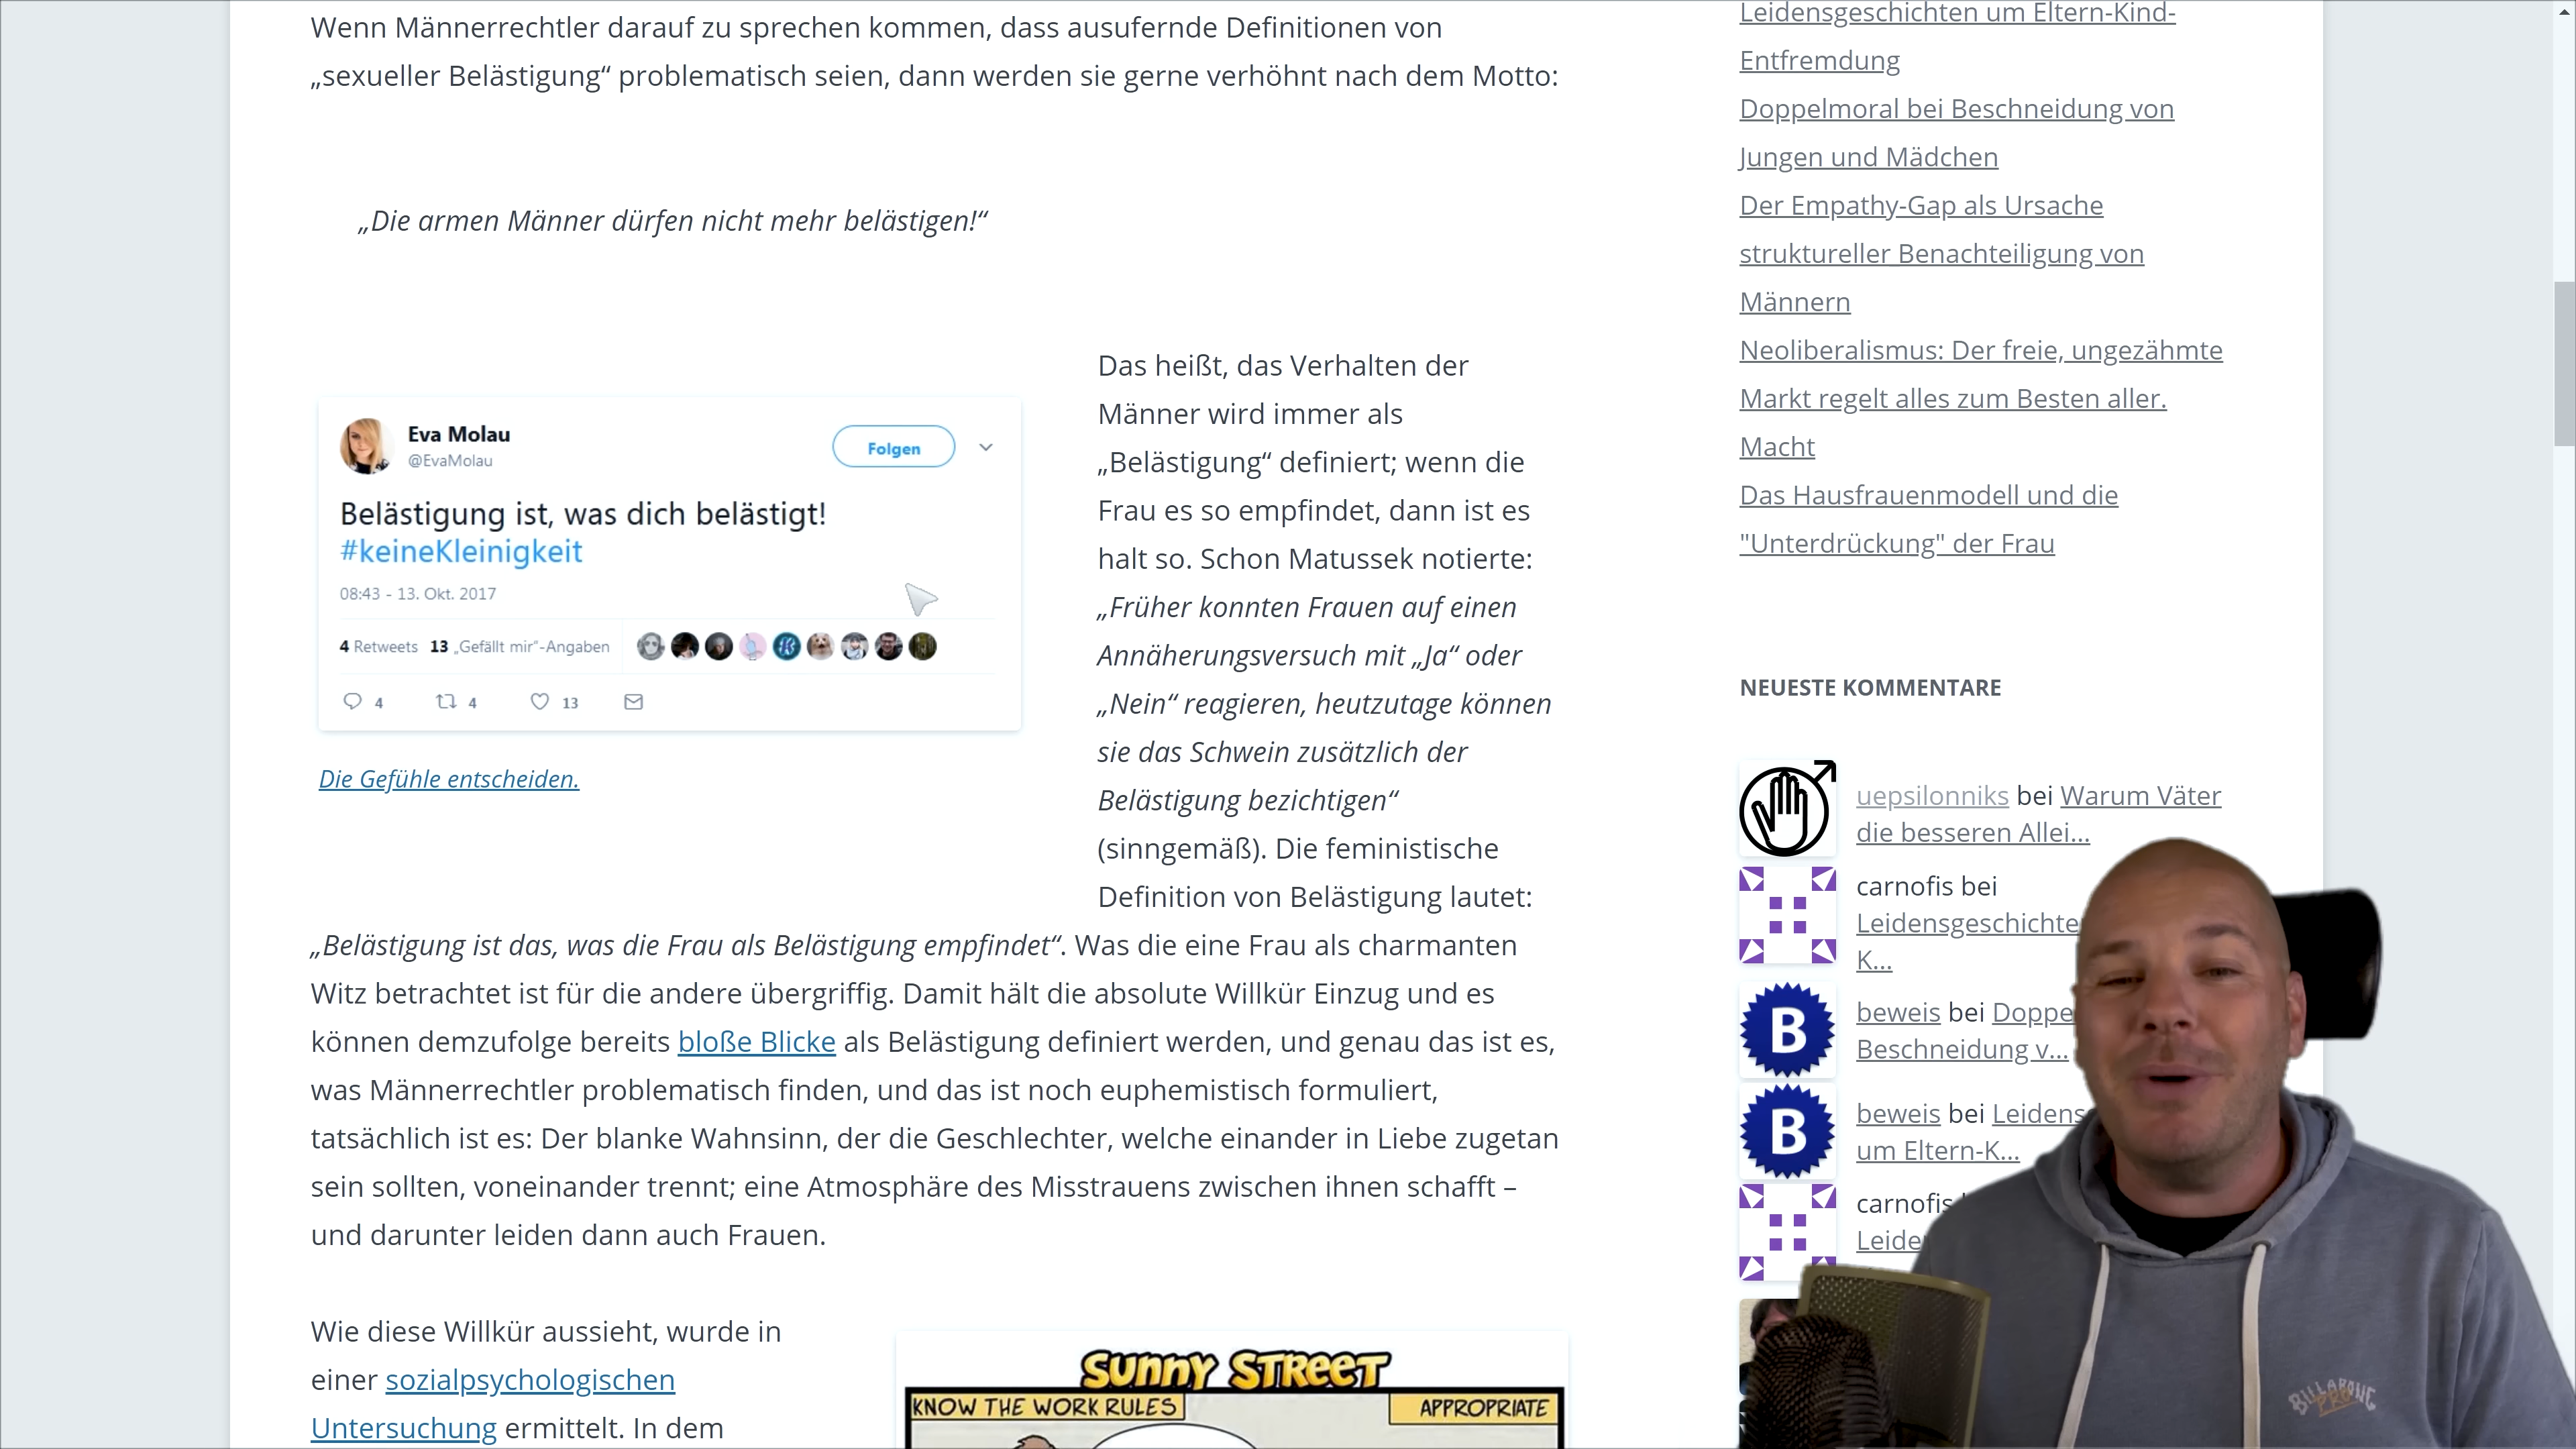 Wenn Männerrechtler darauf zu sprechen kommen, dass ausufernde Definitionen von
„sexueller Belästigung“ problematisch seien, dann werden sie gerne verhöhnt nach dem Motto:
„Die armen Männer dürfen nicht mehr belästigen!“
Eva Molau
@EvaMolau
Folgen
Belästigung ist, was dich belästigt!
#keineKleinigkeit
08:43 - 13. Okt. 2017
4 Retweets 13 „Gefällt mir“-Angaben
4 4 13
Die Gefühle entscheiden.
Das heißt, das Verhalten der
Männer wird immer als
„Belästigung“ definiert; wenn die
Frau es so empfindet, dann ist es
halt so. Schon Matussek notierte:
„Früher konnten Frauen auf einen
Annäherungsversuch mit „Ja“ oder
„Nein“ reagieren, heutzutage können
sie das Schwein zusätzlich der
Belästigung bezichtigen“
(sinngemäß). Die feministische
Definition von Belästigung lautet:
„Belästigung ist das, was die Frau als Belästigung empfindet“. Was die eine Frau als charmanten
Witz betrachtet ist für die andere übergriffig. Damit hält die absolute Willkür Einzug und es
können demzufolge bereits bloße Blicke als Belästigung definiert werden, und genau das ist es,
was Männerrechtler problematisch finden, und das ist noch euphemistisch formuliert,
tatsächlich ist es: Der blanke Wahnsinn, der die Geschlechter, welche einander in Liebe zugetan
sein sollten, voneinander trennt; eine Atmosphäre des Misstrauens zwischen ihnen schafft –
und darunter leiden dann auch Frauen.
Wie diese Willkür aussieht, wurde in
einer sozialpsychologischen
Untersuchung ermittelt. In dem
SUNNY STREET
KNOW THE WORK RULES
APPROPRIATE
Leidensgeschichten um Eltern-Kind-
Entfremdung
Doppelmoral bei Beschneidung von
Jungen und Mädchen
Der Empathy-Gap als Ursache
struktureller Benachteiligung von
Männern
Neoliberalismus: Der freie, ungezähmte
Markt regelt alles zum Besten aller.
Macht
Das Hausfrauenmodell und die
"Unterdrückung" der Frau
NEUESTE KOMMENTARE
uepsilonniks bei Warum Väter
die besseren Allei...
carnofis bei
Leidensgeschichte
K...
B
beweis bei Doppe
Beschneidung v...
B
beweis bei Leidens
um Eltern-K...
carnofis
Leide
BILLABONG